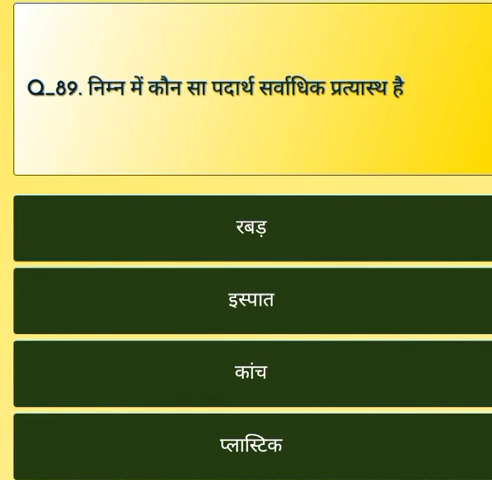 Q_89. निम्न में कौन सा पदार्थ सर्वाधिक प्रत्यास्थ है
रबड़
इस्पात
कांच
प्लास्टिक